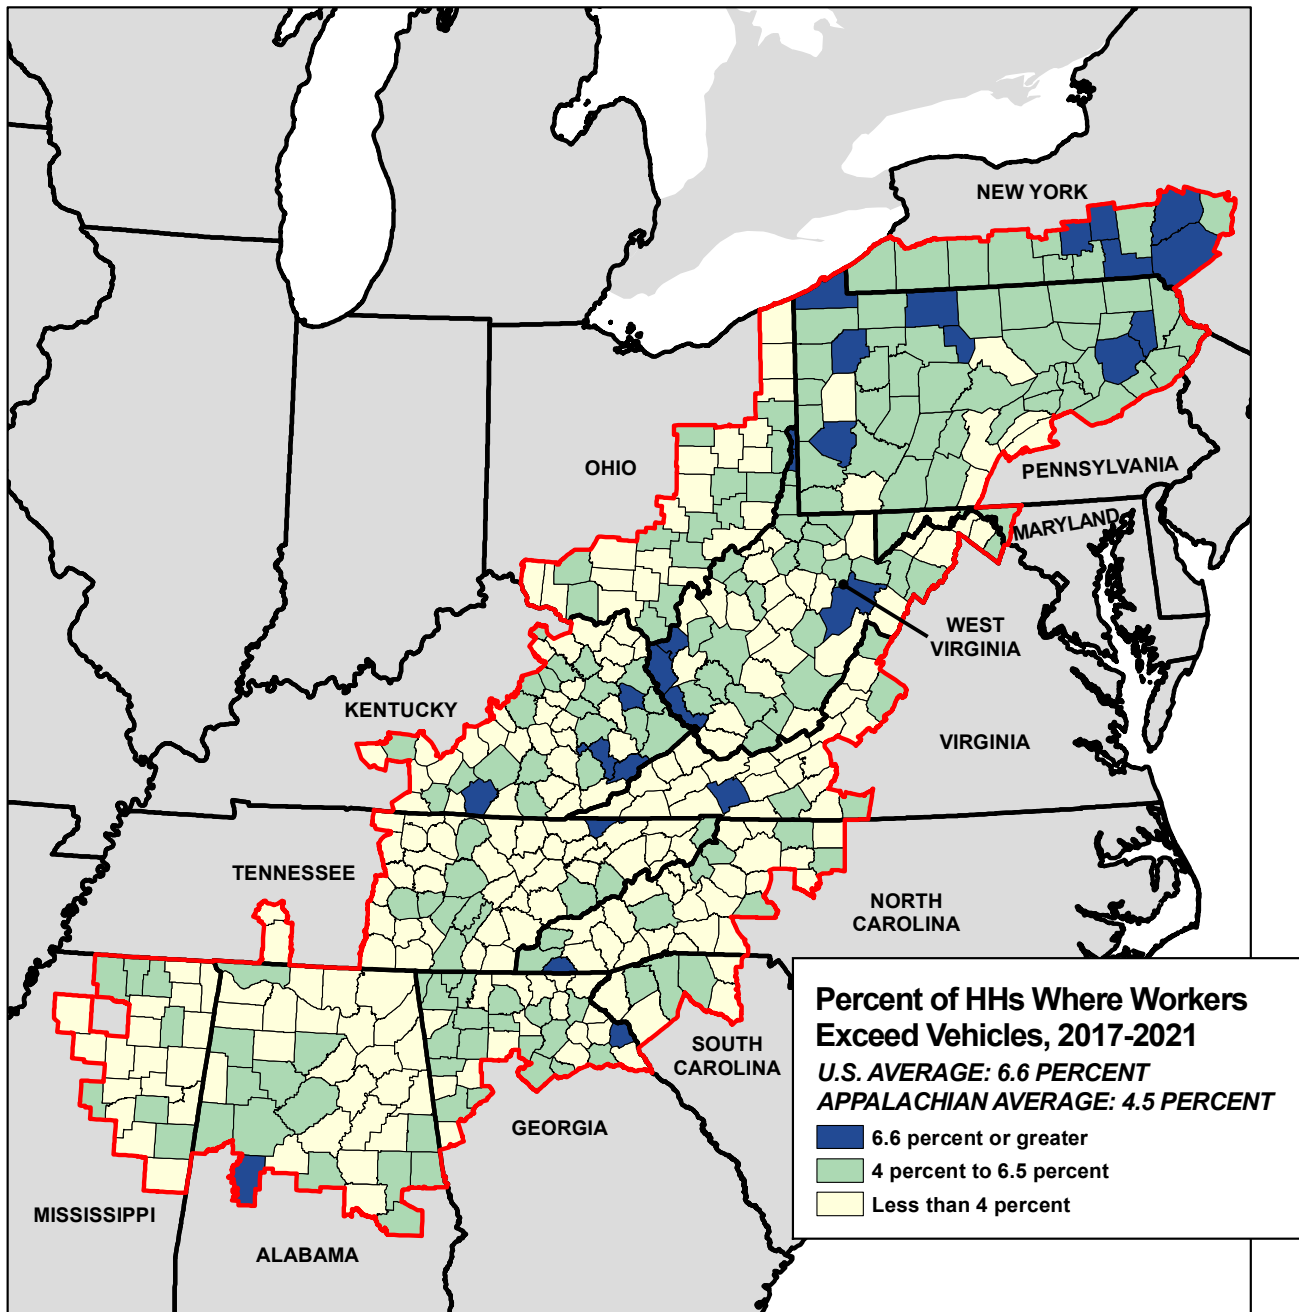 NEW YORK
OHIO
PENNSYLVANIA
MARYLAND
WEST
VIRGINIA
KENTUCKY
VIRGINIA
TENNESSEE
NORTH
CAROLINA
SOUTH
CAROLINA
GEORGIA
MISSISSIPPI
ALABAMA
Percent of HHs Where Workers
Exceed Vehicles, 2017-2021
U.S. AVERAGE: 6.6 PERCENT
APPALACHIAN AVERAGE: 4.5 PERCENT
6.6 percent or greater
4 percent to 6.5 percent
Less than 4 percent